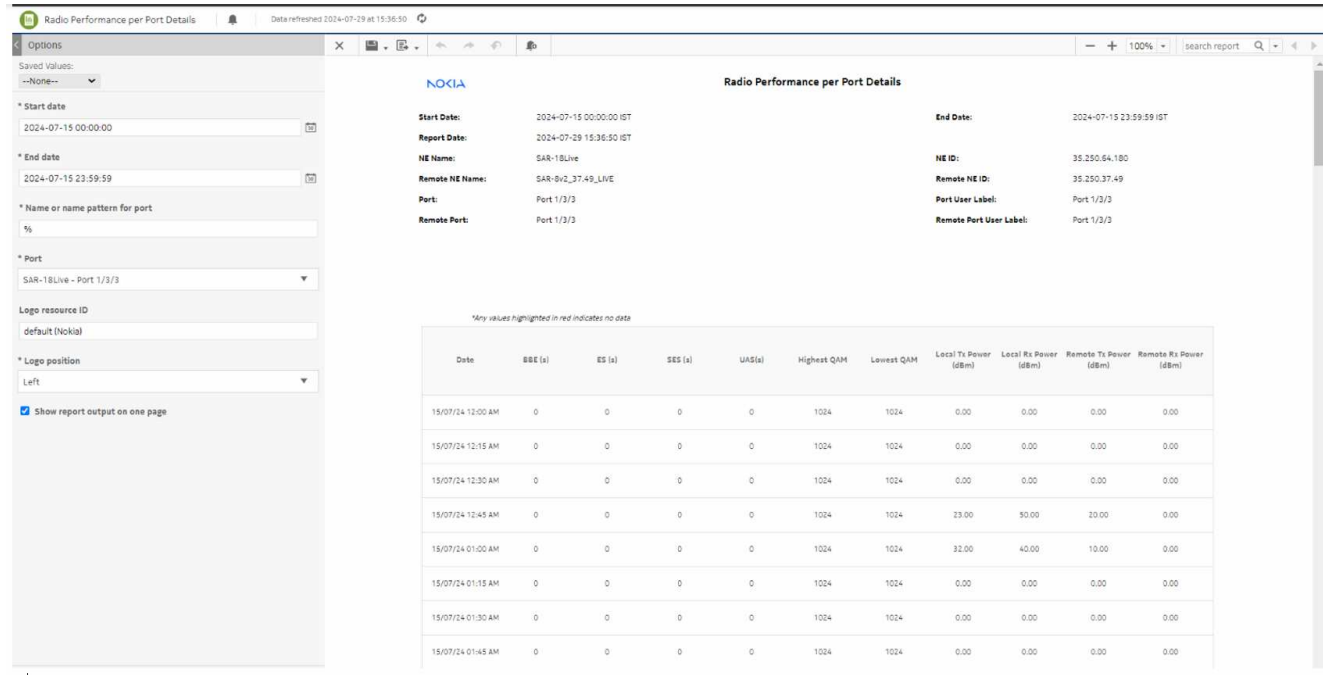 Radio Performance per Port Details
Data refreshed 2024-07-29 at 15:36:50
Options
100%
search report
Saved Values:
--None--
* Start date
2024-07-15 00:00:00
* End date
2024-07-15 23:59:59
* Name or name pattern for port
%
* Port
SAR-18Live - Port 1/3/3
Logo resource ID
default (Nokia)
* Logo position
Left
Show report output on one page
NOKIA
Radio Performance per Port Details
Start Date: 2024-07-15 00:00:00 IST End Date: 2024-07-15 23:59:59 IST
Report Date: 2024-07-29 15:36:50 IST
NE Name: SAR-18Live NE ID: 35.250.64.180
Remote NE Name: SAR-8v2_37.49_LIVE Remote NE ID: 35.250.37.49
Port: Port 1/3/3 Port User Label: Port 1/3/3
Remote Port: Port 1/3/3 Remote Port User Label: Port 1/3/3
*Any values highlighted in red indicates no data
Date BBE (s) ES (s) SES (s) UAS(s) Highest QAM Lowest QAM Local Tx Power (dBm) Local Rx Power (dBm) Remote Tx Power (dBm) Remote Rx Power (dBm)
15/07/24 12:00 AM 0 0 0 0 1024 1024 0.00 0.00 0.00 0.00
15/07/24 12:15 AM 0 0 0 0 1024 1024 0.00 0.00 0.00 0.00
15/07/24 12:30 AM 0 0 0 0 1024 1024 0.00 0.00 0.00 0.00
15/07/24 12:45 AM 0 0 0 0 1024 1024 23.00 50.00 20.00 0.00
15/07/24 01:00 AM 0 0 0 0 1024 1024 32.00 40.00 10.00 0.00
15/07/24 01:15 AM 0 0 0 0 1024 1024 0.00 0.00 0.00 0.00
15/07/24 01:30 AM 0 0 0 0 1024 1024 0.00 0.00 0.00 0.00
15/07/24 01:45 AM 0 0 0 0 1024 1024 0.00 0.00 0.00 0.00